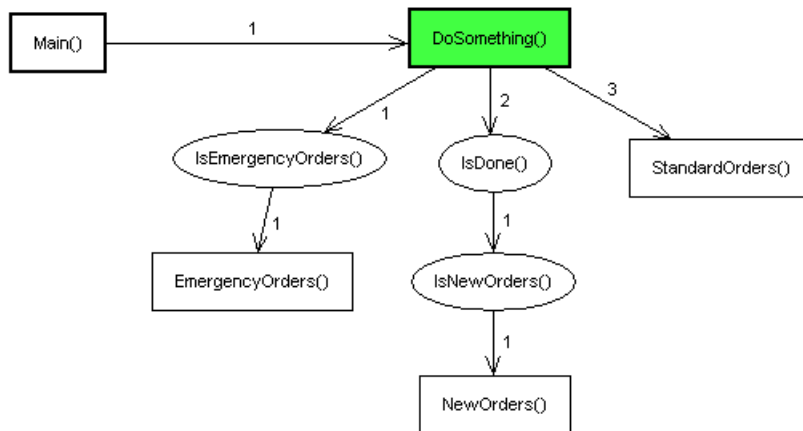 Main()
1
DoSomething()
1
2
3
IsEmergencyOrders()
IsDone()
StandardOrders()
1
1
EmergencyOrders()
IsNewOrders()
1
NewOrders()